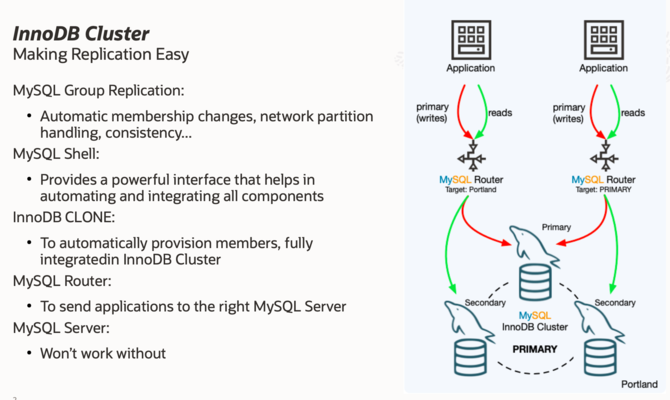 InnoDB Cluster
Making Replication Easy
MySQL Group Replication:
• Automatic membership changes, network partition
handling, consistency...
MySQL Shell:
• Provides a powerful interface that helps in
automating and integrating all components
InnoDB CLONE:
• To automatically provision members, fully
integratedin InnoDB Cluster
MySQL Router:
• To send applications to the right MySQL Server
MySQL Server:
• Won't work without
Application
primary
(writes)
reads
MySQL Router
Target: Portland
Application
primary
(writes)
reads
MySQL Router
Target: PRIMARY
Primary
Secondary
Secondary
MySQL
InnoDB Cluster
PRIMARY
Portland